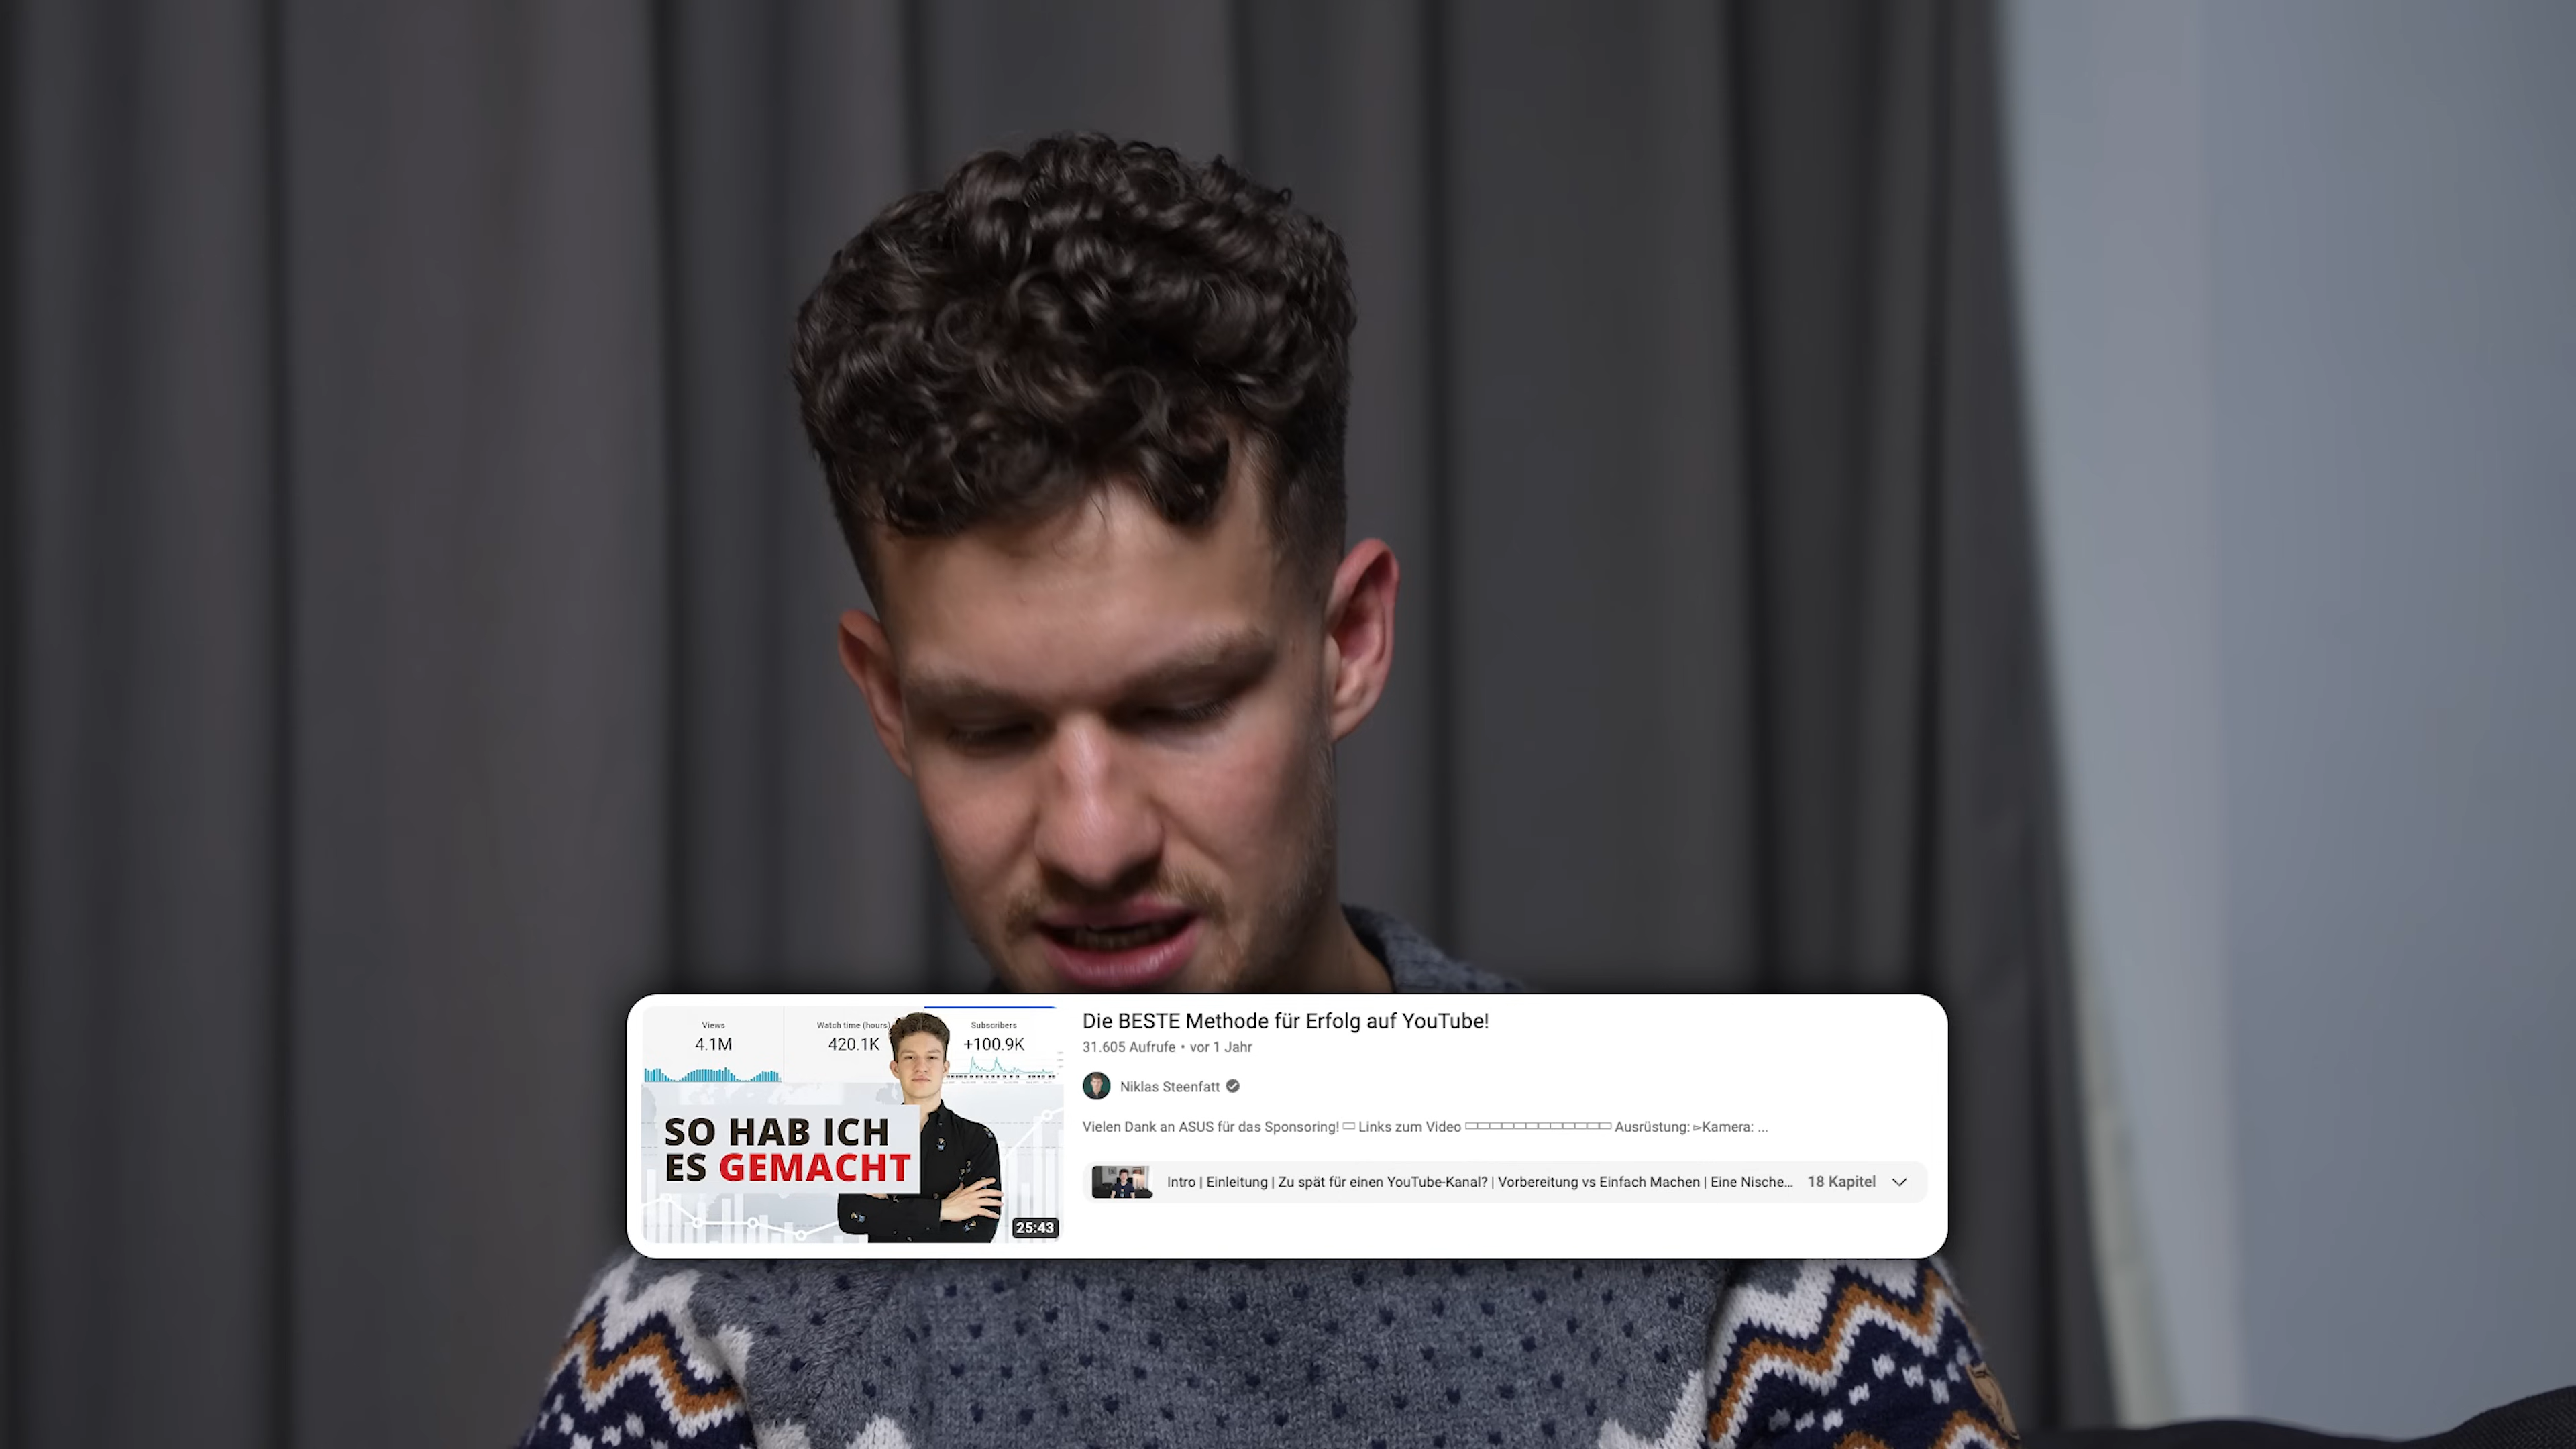 Views
4.1M
Watch time (hours)
420.1K
Subscribers
+100.9K
SO HAB ICH
ES GEMACHT
25:43
Die BESTE Methode für Erfolg auf YouTube!
31.605 Aufrufe • vor 1 Jahr
Niklas Steenfatt
Vielen Dank an ASUS für das Sponsoring! Links zum Video Ausrüstung: ▻Kamera: ...
Intro | Einleitung | Zu spät für einen YouTube-Kanal? | Vorbereitung vs Einfach Machen | Eine Nische... 18 Kapitel